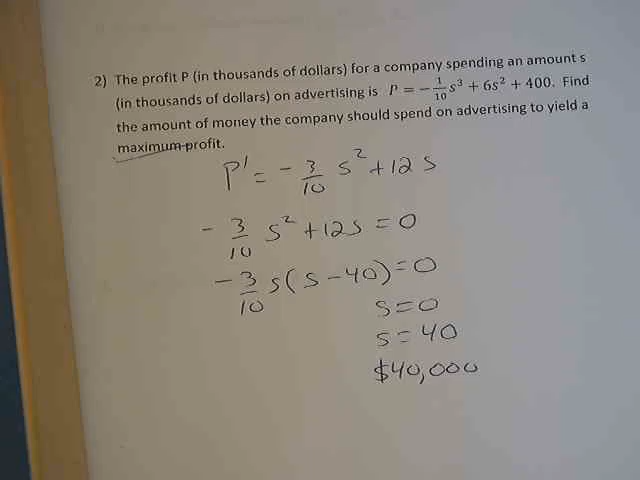 2) The profit P (in thousands of dollars) for a company spending an amount s
(in thousands of dollars) on advertising is P = −1/10 s³ + 6s² + 400. Find
the amount of money the company should spend on advertising to yield a
maximum profit.
P' = − 3/10 s² + 12s
− 3/10 s² + 12s = 0
− 3/10 s(s − 40) = 0
s = 0
s = 40
$40,000